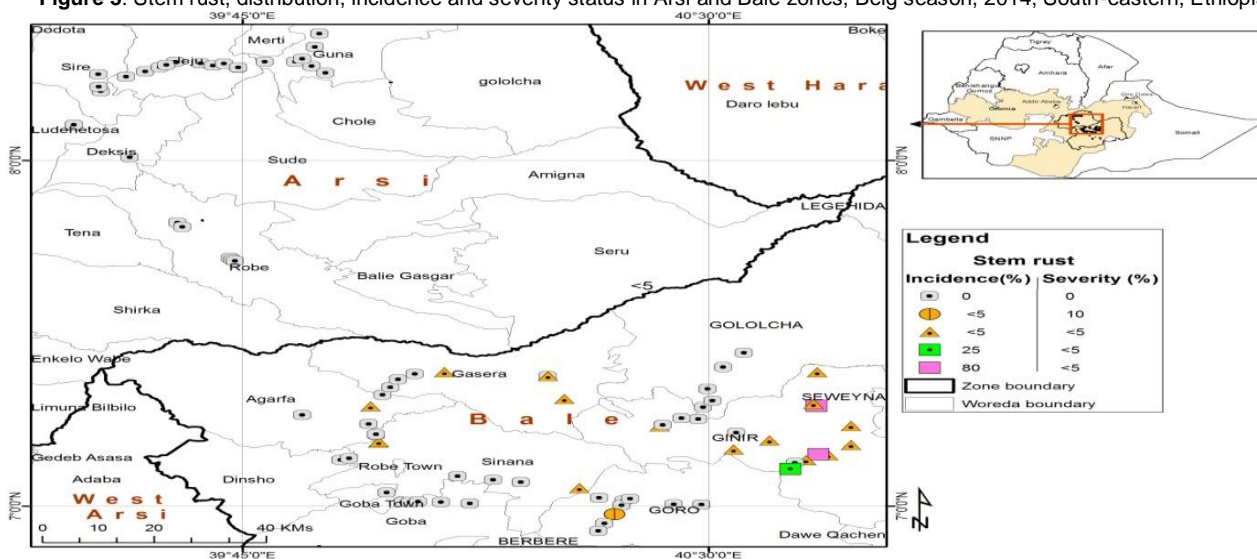 Figure 3: Stem rust, distribution, incidence and severity status in Arsi and Bale zones, Belg season, 2014, South-eastern, Ethiopia
39°45'0"E
40°30'0"E
Dodota
Merti
Boke
Sire
Jeju
Guna
gololcha
West Hara
Daro lebu
Chole
Ludehetosa
Deksis
8°0'0"N
8°0'0"N
Sude
Arsi
Amigna
LEGEHIDA
Tena
Seru
Robe
Balie Gasgar
<5
Shirka
GOLOLCHA
Enkelo Wabe
Gasera
Agarfa
SEWEYNA
Limuna Bilbilo
Bale
GINIR
Gedeb Asasa
Robe Town
Sinana
Adaba
Dinsho
West
Arsi
Goba Town
GORO
7°0'0"N
7°0'0"N
Goba
0 10 20 40 KMs
BERBERE
Dawe Qachen
39°45'0"E
40°30'0"E
N
Tigray
Afar
Amhara
Benishangul
Gumuz
Addis Ababa
Dire Dawa
Harari
Oromia
Gambella
SNNP
Somali
Legend
Stem rust
Incidence(%) Severity (%)
0 0
<5 10
<5 <5
25 <5
80 <5
Zone boundary
Woreda boundary